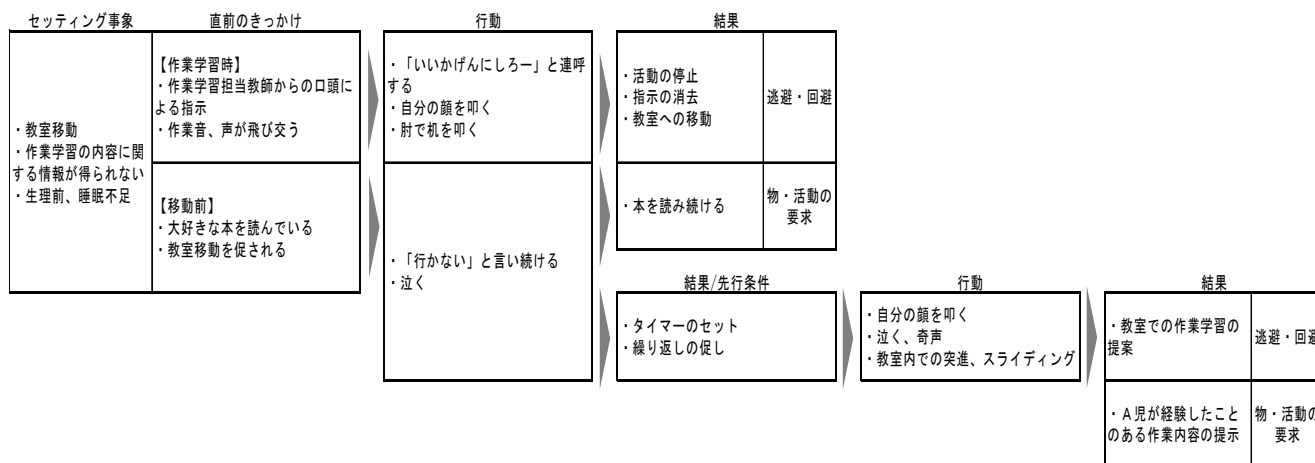 セッティング事象
直前のきっかけ
行動
結果
・教室移動
・作業学習の内容に関
する情報が得られない
・生理前、睡眠不足
【作業学習時】
・作業学習担当教師からの口頭に
よる指示
・作業音、声が飛び交う
・「いいかげんにしろー」と連呼
する
・自分の顔を叩く
・肘で机を叩く
・活動の停止
・指示の消去
・教室への移動
逃避・回避
【移動前】
・大好きな本を読んでいる
・教室移動を促される
・「行かない」と言い続ける
・泣く
・本を読み続ける
物・活動の
要求
結果/先行条件
行動
結果
・タイマーのセット
・繰り返しの促し
・自分の顔を叩く
・泣く、奇声
・教室内での突進、スライディング
・教室での作業学習の
提案
逃避・回避
・A児が経験したこと
のある作業内容の提示
物・活動の
要求